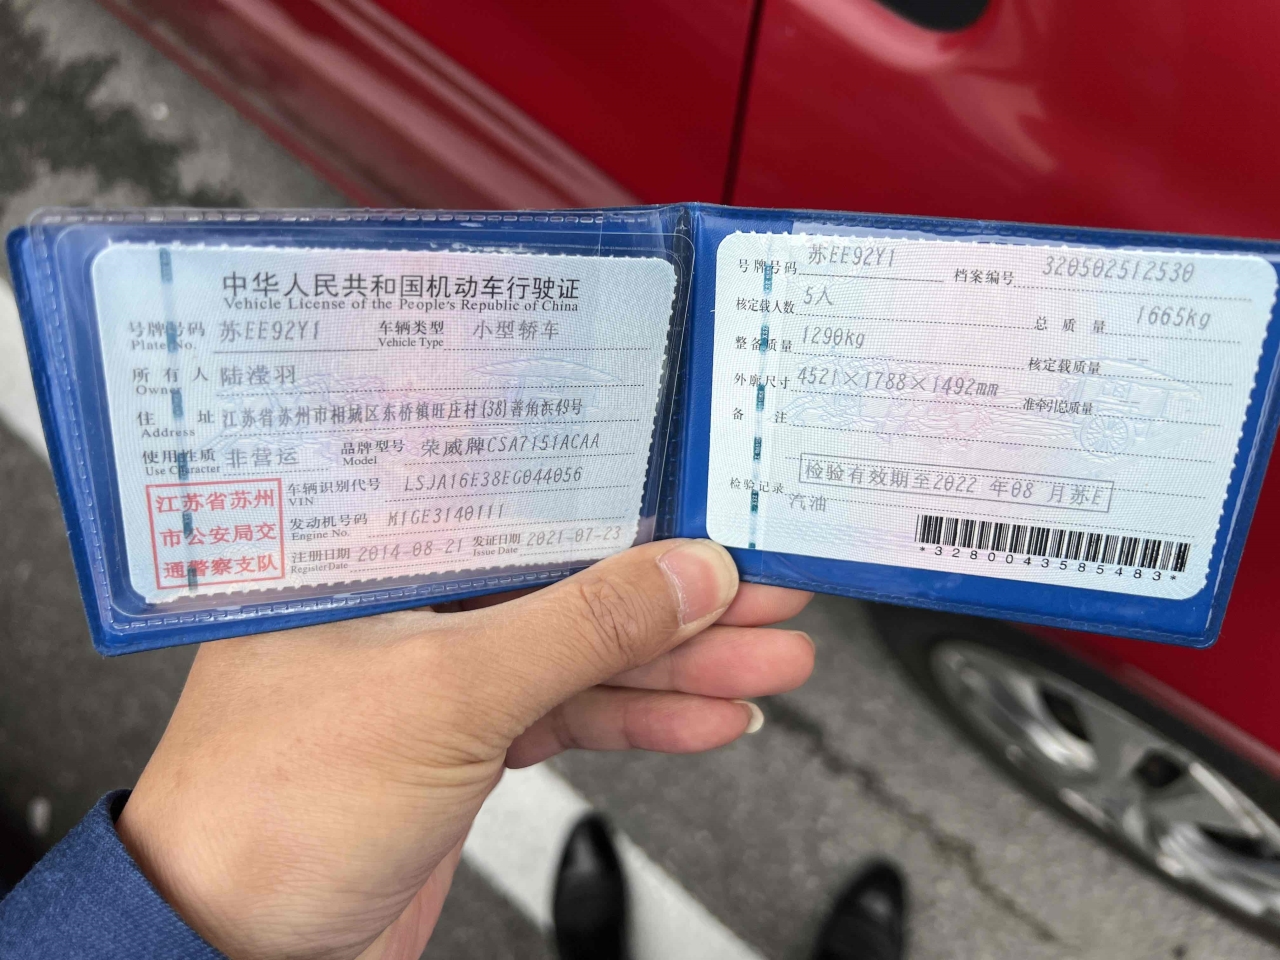 中华人民共和国机动车行驶证
Vehicle License of the People's Republic of China
号牌号码 苏EE92Y1 车辆类型 小型轿车
Plate No. Vehicle Type
所有人 陆滢羽
Owner
住址 江苏省苏州市相城区东桥镇旺庄村(38)善角浜49号
Address
使用性质 非营运 品牌型号 荣威牌CSA7151ACAA
Use Character Model
江苏省苏州
市公安局交
通警察支队
车辆识别代号 LSJA16E38EG044056
VIN
发动机号码 M1GE3140111
Engine No.
注册日期 2014-08-21 发证日期 2021-07-23
Register Date Issue Date
号牌号码 苏EE92Y1 档案编号 320502512530
核定载人数 5人 总质量 1665kg
整备质量 1290kg 核定载质量 --
外廓尺寸 4521×1788×1492mm 准牵引总质量
备注
检验有效期至2022 年08 月苏E
检验记录 汽油
*3280043585483*